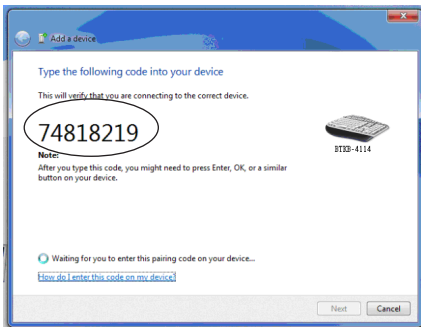 Add a device
Type the following code into your device
This will verify that you are connecting to the correct device.
74818219
BTKB-4114
Note:
After you type this code, you might need to press Enter, OK, or a similar
button on your device.
Waiting for you to enter this pairing code on your device...
How do I enter this code on my device?
Next
Cancel